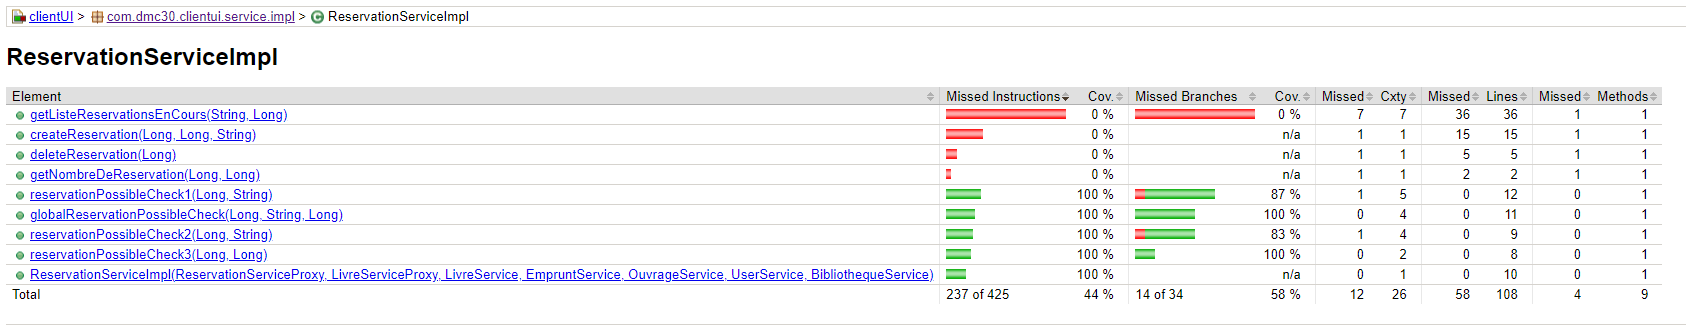 clientUI > com.dmc30.clientui.service.impl > ReservationServiceImpl
ReservationServiceImpl
Element Missed Instructions Cov. Missed Branches Cov. Missed Cxty Missed Lines Missed Methods
getListeReservationsEnCours(String, Long) 0 % 0 % 7 7 36 36 1 1
createReservation(Long, Long, String) 0 % n/a 1 1 15 15 1 1
deleteReservation(Long) 0 % n/a 1 1 5 5 1 1
getNombreDeReservation(Long, Long) 0 % n/a 1 1 2 2 1 1
reservationPossibleCheck1(Long, String) 100 % 87 % 1 5 0 12 0 1
globalReservationPossibleCheck(Long, String, Long) 100 % 100 % 0 4 0 11 0 1
reservationPossibleCheck2(Long, String) 100 % 83 % 1 4 0 9 0 1
reservationPossibleCheck3(Long, Long) 100 % 100 % 0 2 0 8 0 1
ReservationServiceImpl(ReservationServiceProxy, LivreServiceProxy, LivreService, EmpruntService, OuvrageService, UserService, BibliothequeService) 100 % n/a 0 1 0 10 0 1
Total 237 of 425 44 % 14 of 34 58 % 12 26 58 108 4 9